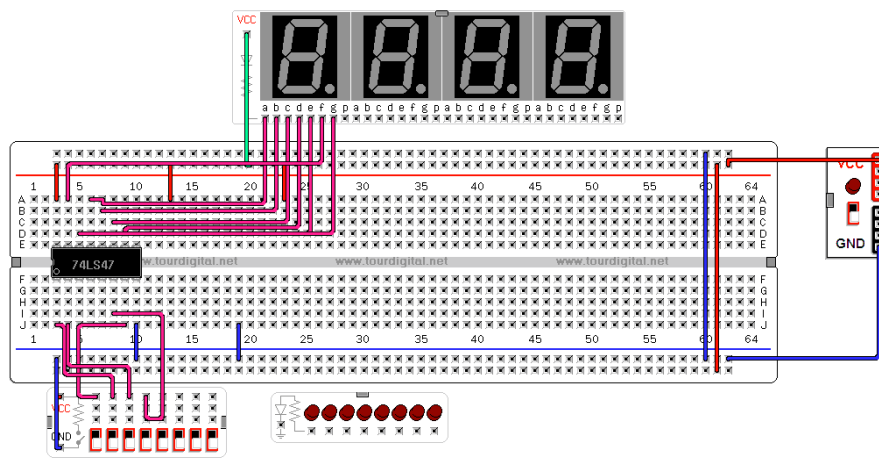 VCC
a b c d e f g p a b c d e f g p a b c d e f g p a b c d e f g p
1 5 10 15 20 25 30 35 40 45 50 55 60 64
A A
B B
C C
D D
E E
VCC
GND
74LS47
www.tourdigital.net www.tourdigital.net www.tourdigital.net
F F
G G
H H
I I
J J
1 5 10 15 20 25 30 35 40 45 50 55 60 64
VCC
GND